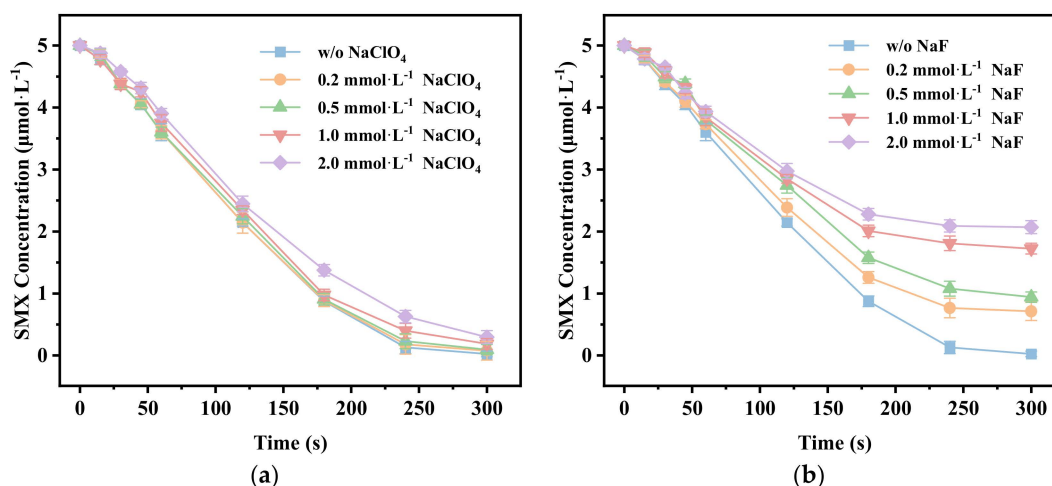 SMX Concentration (μmol·L⁻¹)
5
4
3
2
1
0
w/o NaClO₄
0.2 mmol·L⁻¹ NaClO₄
0.5 mmol·L⁻¹ NaClO₄
1.0 mmol·L⁻¹ NaClO₄
2.0 mmol·L⁻¹ NaClO₄
0 50 100 150 200 250 300
Time (s)
(a)
SMX Concentration (μmol·L⁻¹)
5
4
3
2
1
0
w/o NaF
0.2 mmol·L⁻¹ NaF
0.5 mmol·L⁻¹ NaF
1.0 mmol·L⁻¹ NaF
2.0 mmol·L⁻¹ NaF
0 50 100 150 200 250 300
Time (s)
(b)